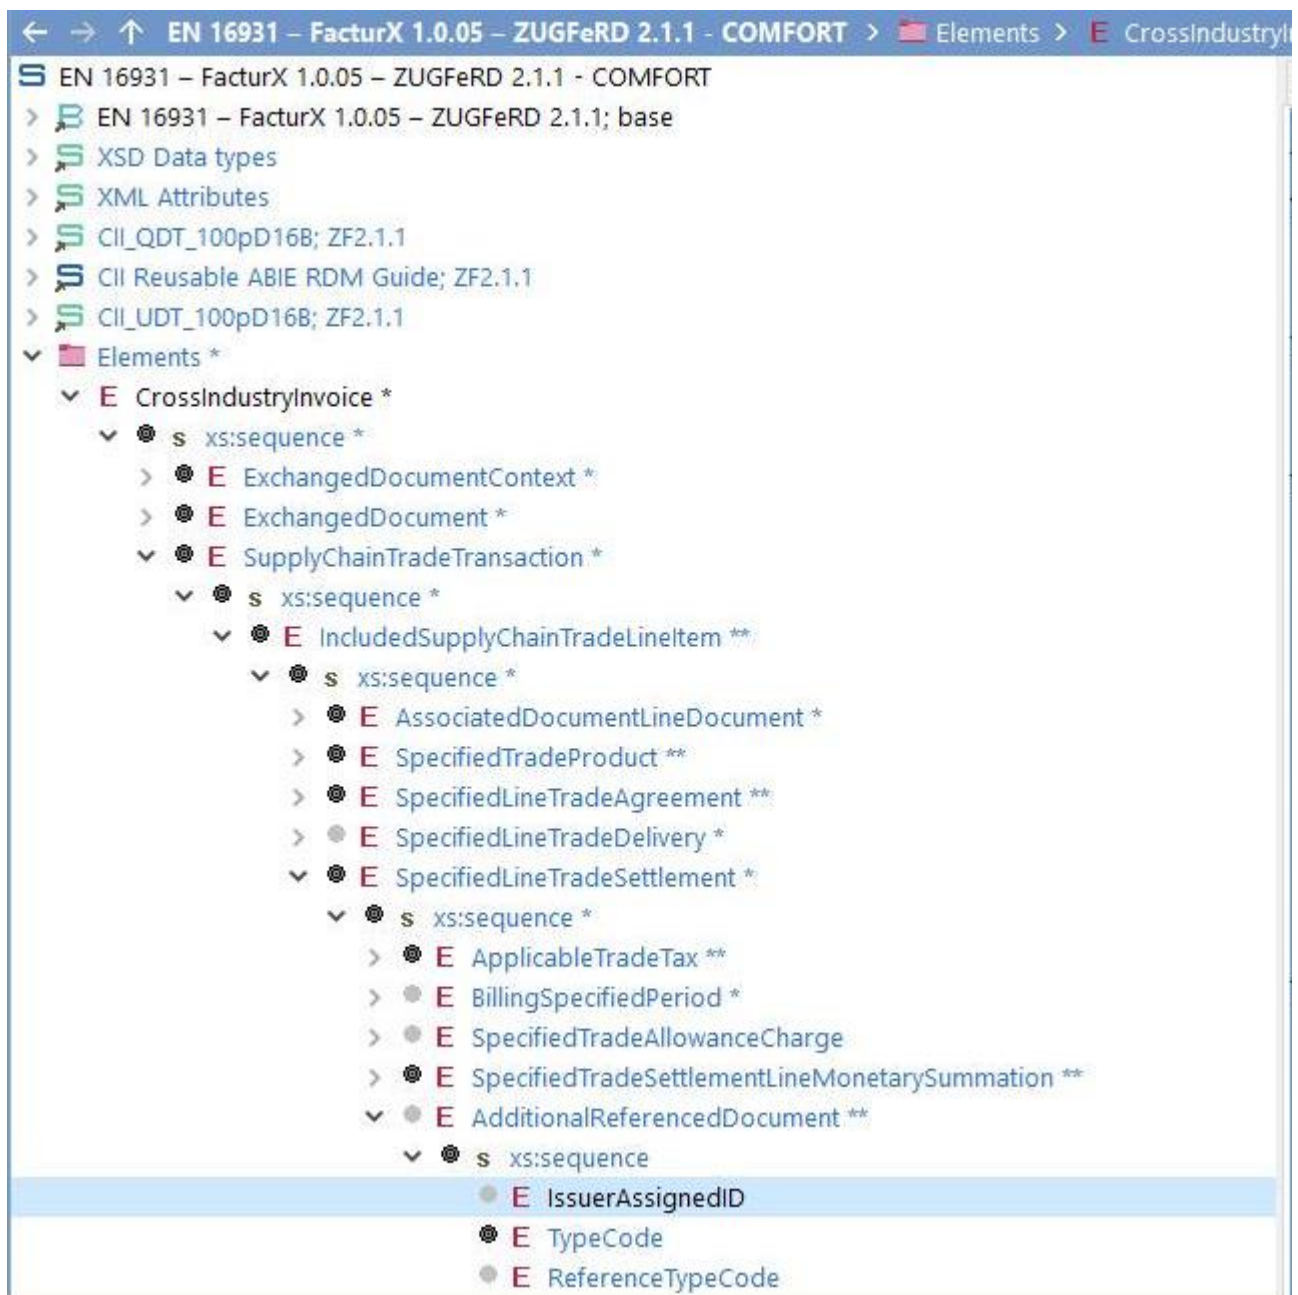 EN 16931 – FacturX 1.0.05 – ZUGFeRD 2.1.1 - COMFORT > Elements > E CrossIndustryI
S EN 16931 – FacturX 1.0.05 – ZUGFeRD 2.1.1 - COMFORT
B EN 16931 – FacturX 1.0.05 – ZUGFeRD 2.1.1; base
S XSD Data types
S XML Attributes
S CII_QDT_100pD16B; ZF2.1.1
S CII Reusable ABIE RDM Guide; ZF2.1.1
S CII_UDT_100pD16B; ZF2.1.1
Elements *
E CrossIndustryInvoice *
s xs:sequence *
E ExchangedDocumentContext *
E ExchangedDocument *
E SupplyChainTradeTransaction *
s xs:sequence *
E IncludedSupplyChainTradeLineItem **
s xs:sequence *
E AssociatedDocumentLineDocument *
E SpecifiedTradeProduct **
E SpecifiedLineTradeAgreement **
E SpecifiedLineTradeDelivery *
E SpecifiedLineTradeSettlement *
s xs:sequence *
E ApplicableTradeTax **
E BillingSpecifiedPeriod *
E SpecifiedTradeAllowanceCharge
E SpecifiedTradeSettlementLineMonetarySummation **
E AdditionalReferencedDocument **
s xs:sequence
E IssuerAssignedID
E TypeCode
E ReferenceTypeCode